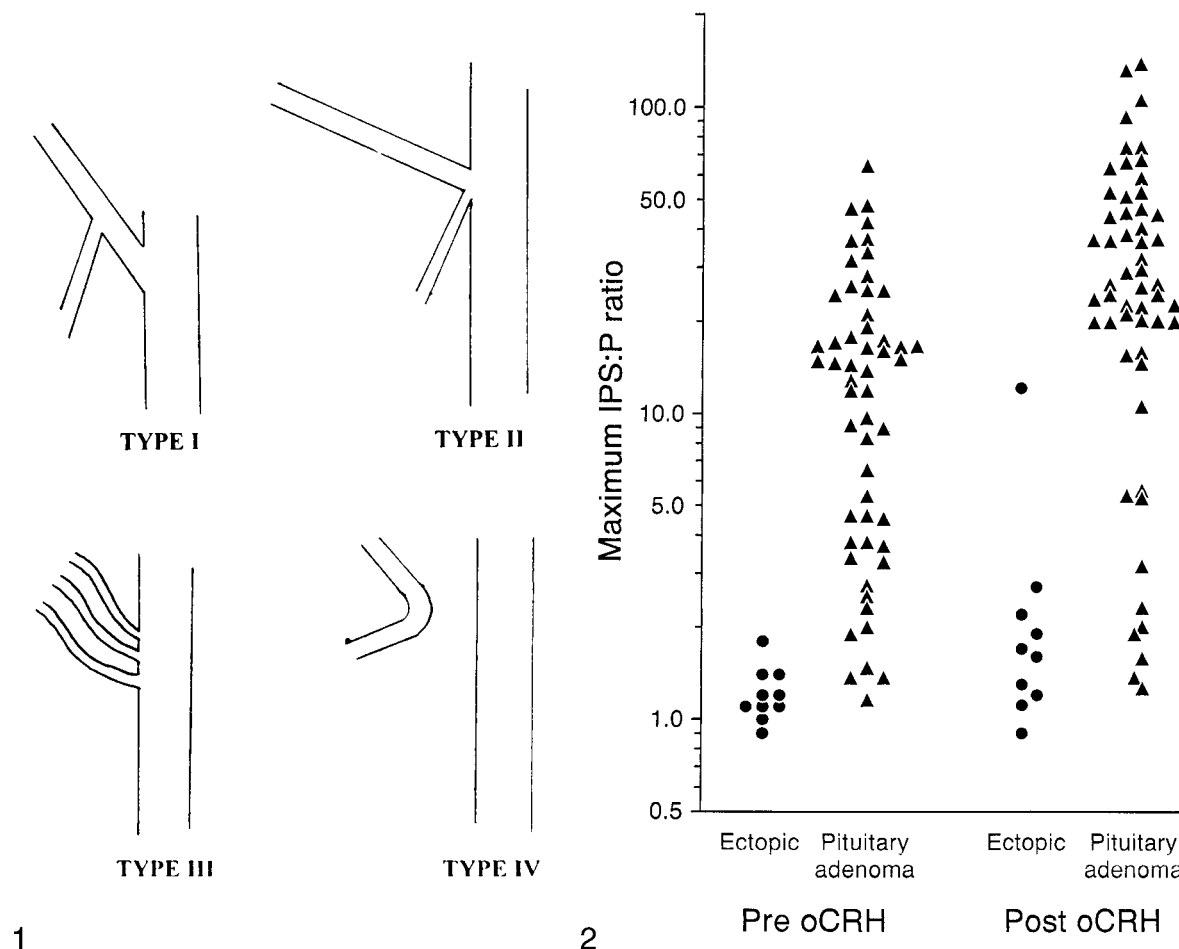 TYPE I
TYPE II
TYPE III
TYPE IV
1
Maximum IPS:P ratio
100.0
50.0
10.0
5.0
1.0
0.5
Ectopic Pituitary adenoma Ectopic Pituitary adenoma
Pre oCRH Post oCRH
2